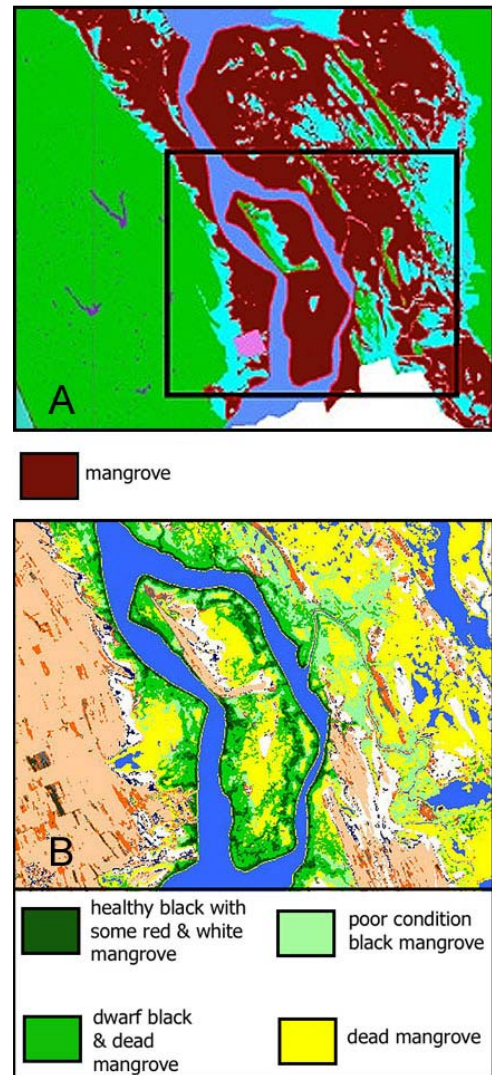 A
mangrove
B
healthy black with
some red & white
mangrove
poor condition
black mangrove
dwarf black
& dead
mangrove
dead mangrove